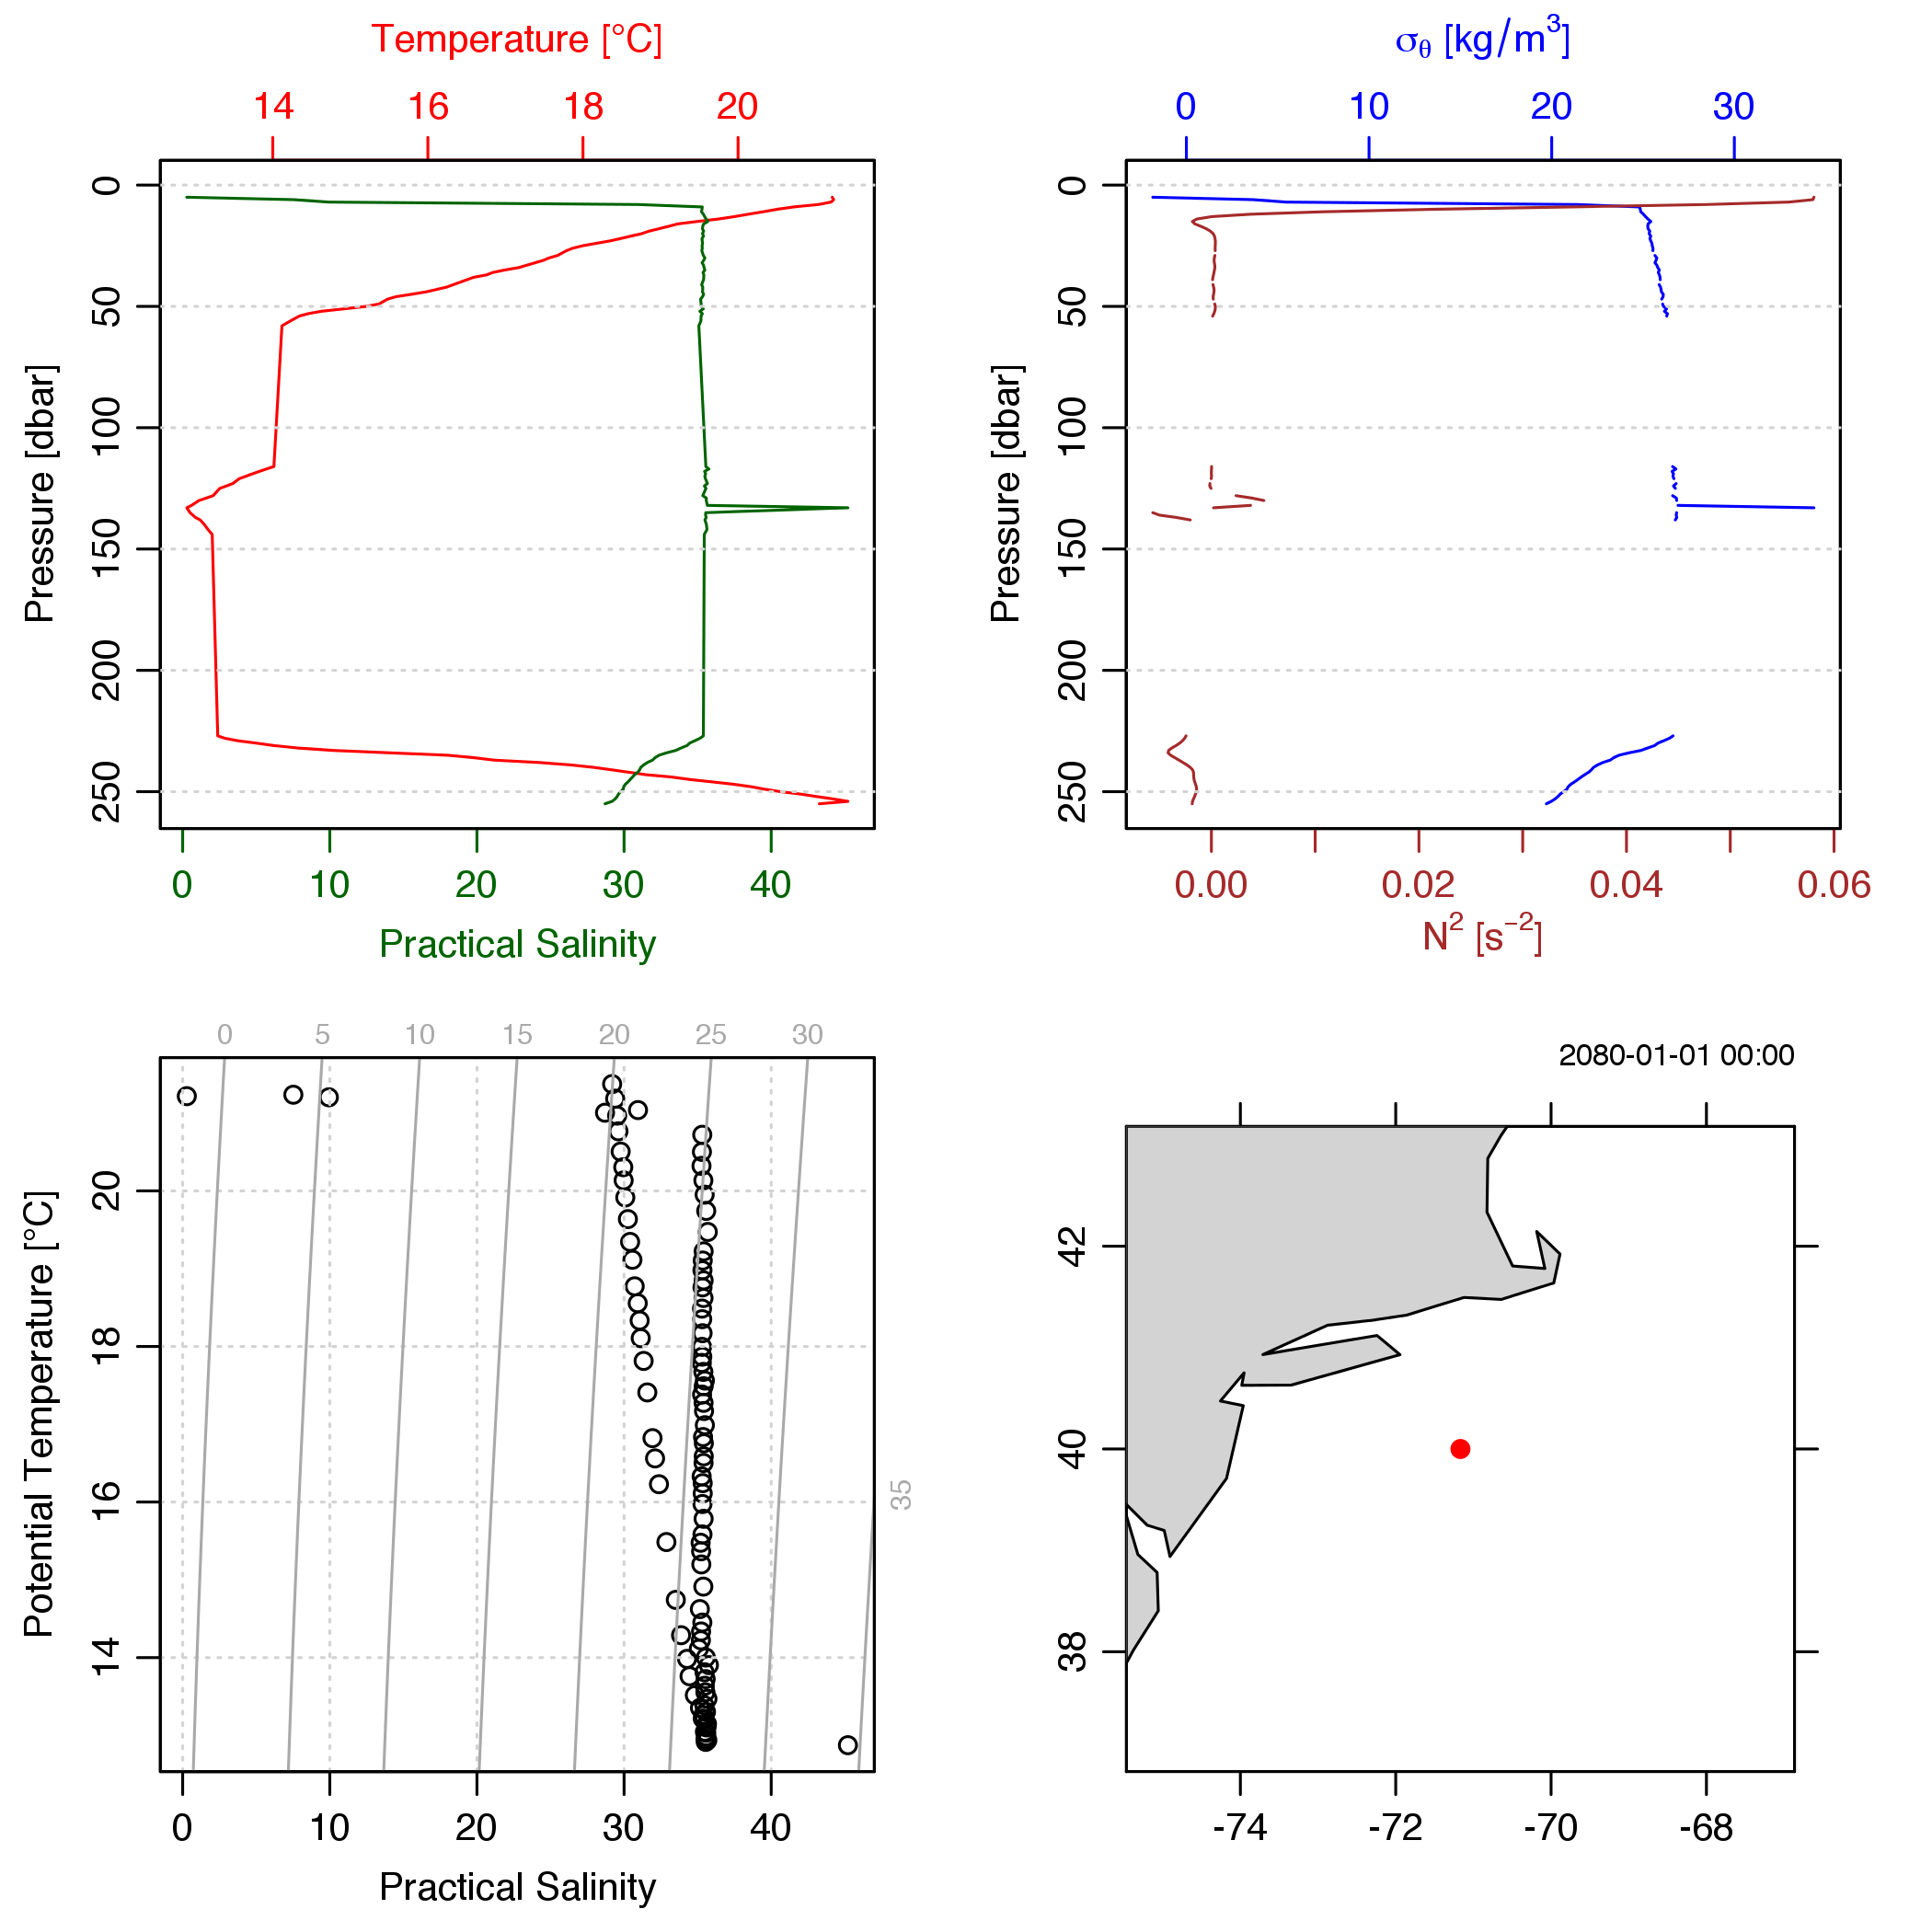 Temperature [°C]
14 16 18 20
0
50
100
150
200
250
Pressure [dbar]
0 10 20 30 40
Practical Salinity
σθ [kg/m³]
0 10 20 30
0
50
100
150
200
250
Pressure [dbar]
0.00 0.02 0.04 0.06
N² [s⁻²]
0 5 10 15 20 25 30
35
20
18
16
14
Potential Temperature [°C]
0 10 20 30 40
Practical Salinity
2080-01-01 00:00
42
40
38
-74 -72 -70 -68